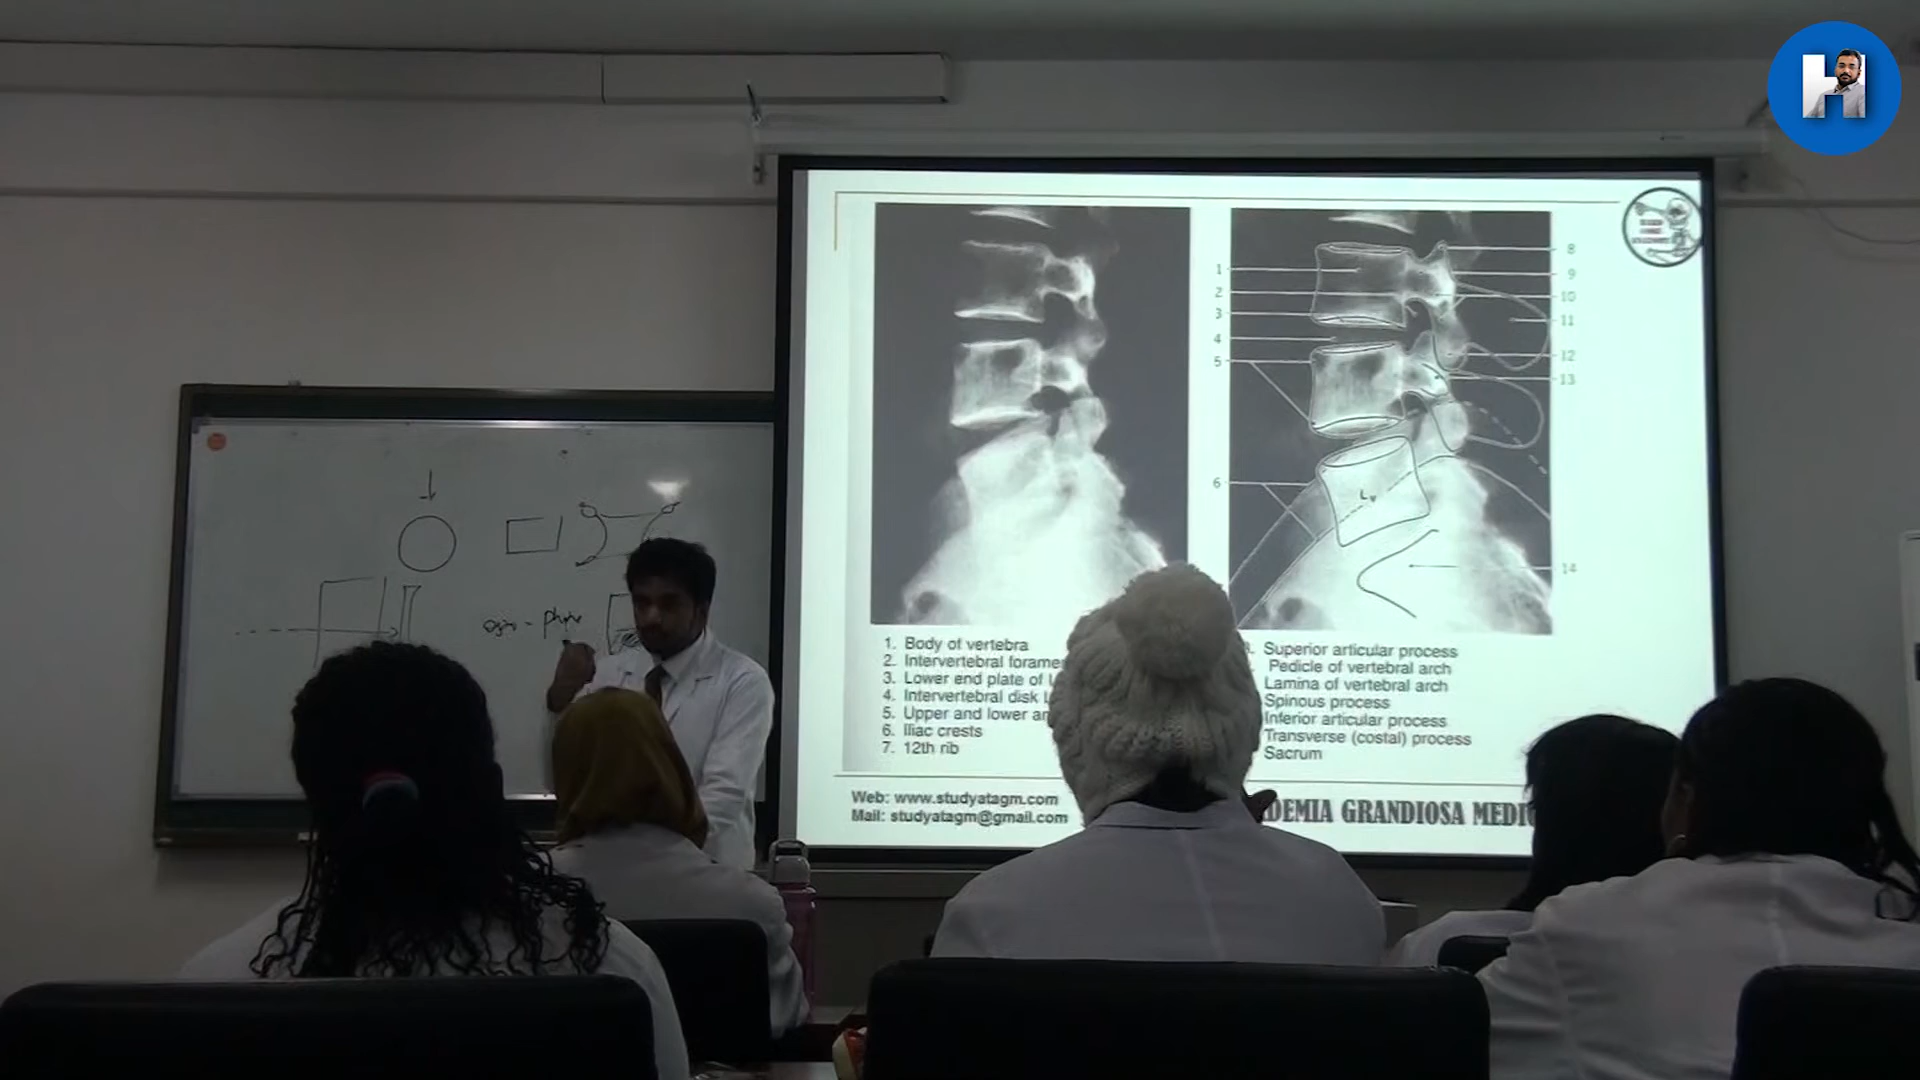 H
1
2
3
4
5
6
8
9
10
11
12
13
14
L
1. Body of vertebra
2. Intervertebral forame
3. Lower end plate of L
4. Intervertebral disk L
5. Upper and lower an
6. Iliac crests
7. 12th rib
Superior articular process
Pedicle of vertebral arch
Lamina of vertebral arch
Spinous process
Inferior articular process
Transverse (costal) process
Sacrum
Web: www.studyatagm.com
Mail: studyatagm@gmail.com
DEMIA GRANDIOSA MEDIC